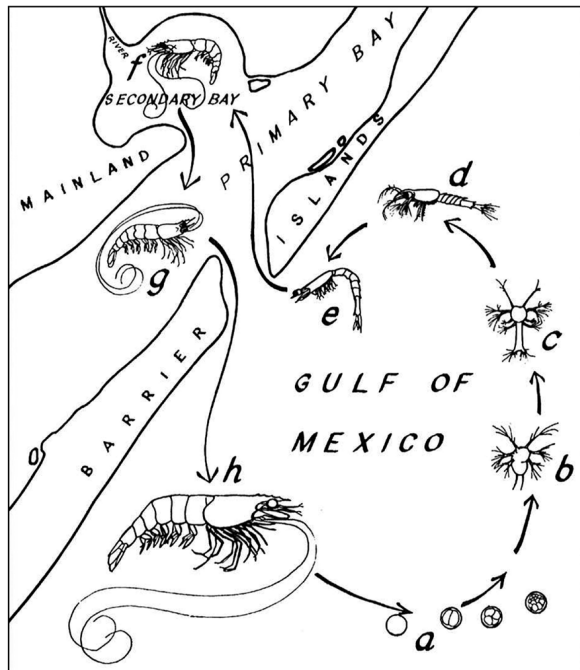 RIVER
f
SECONDARY BAY
PRIMARY BAY
MAINLAND
ISLANDS
d
g
e
c
BARRIER
GULF OF
MEXICO
b
h
a